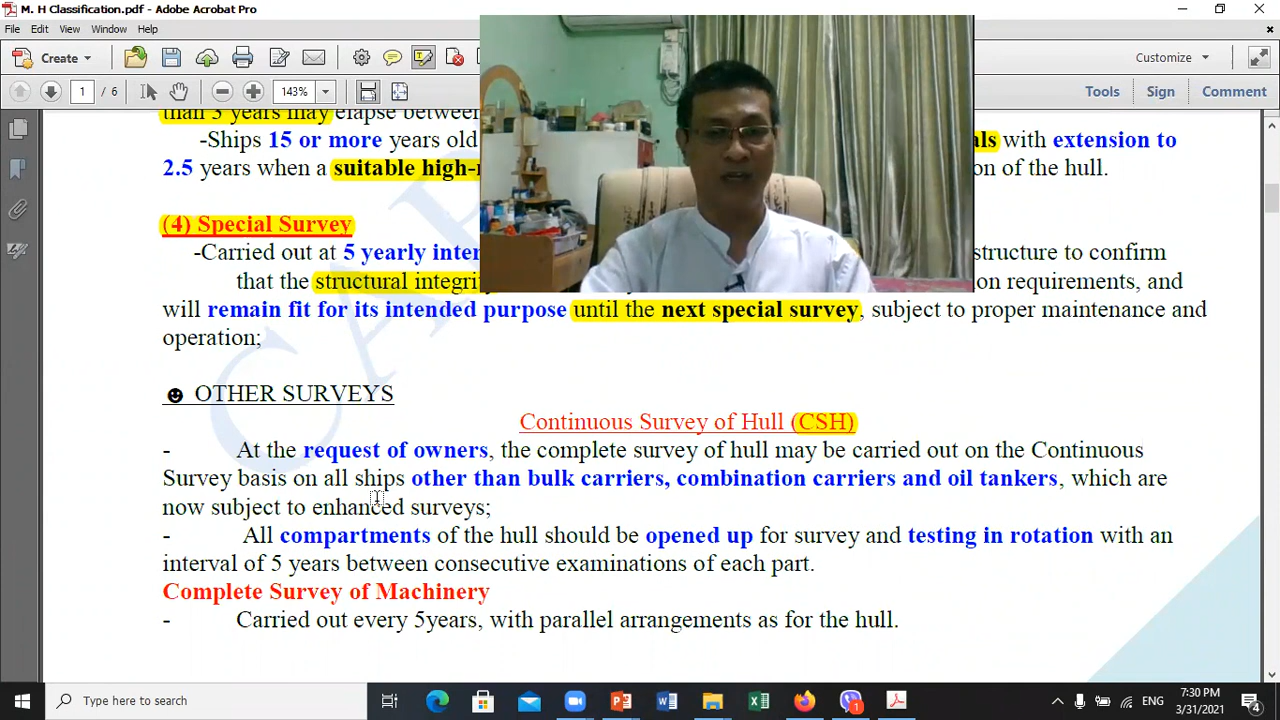 M. H Classification.pdf - Adobe Acrobat Pro
File Edit View Window Help
Create
Customize
1 / 6
143%
Tools Sign Comment
than 3 years may elapse between
-Ships 15 or more years old with extension to
2.5 years when a suitable high- on of the hull.
(4) Special Survey
-Carried out at 5 yearly structure to confirm
that the structural integrity on requirements, and
will remain fit for its intended purpose until the next special survey, subject to proper maintenance and
operation;
☻ OTHER SURVEYS
Continuous Survey of Hull (CSH)
- At the request of owners, the complete survey of hull may be carried out on the Continuous
Survey basis on all ships other than bulk carriers, combination carriers and oil tankers, which are
now subject to enhanced surveys;
- All compartments of the hull should be opened up for survey and testing in rotation with an
interval of 5 years between consecutive examinations of each part.
Complete Survey of Machinery
- Carried out every 5years, with parallel arrangements as for the hull.
Type here to search
1
ENG
7:30 PM
3/31/2021
4